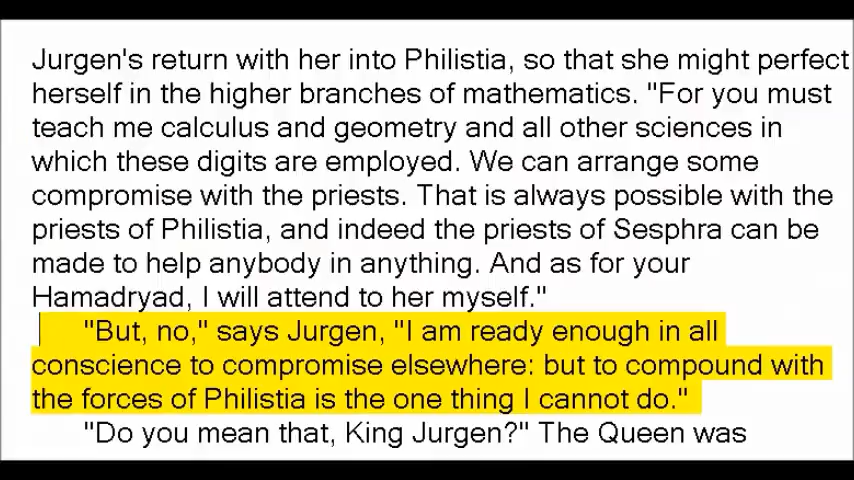 Jurgen's return with her into Philistia, so that she might perfect
herself in the higher branches of mathematics. "For you must
teach me calculus and geometry and all other sciences in
which these digits are employed. We can arrange some
compromise with the priests. That is always possible with the
priests of Philistia, and indeed the priests of Sesphra can be
made to help anybody in anything. And as for your
Hamadryad, I will attend to her myself."
"But, no," says Jurgen, "I am ready enough in all
conscience to compromise elsewhere: but to compound with
the forces of Philistia is the one thing I cannot do."
"Do you mean that, King Jurgen?" The Queen was